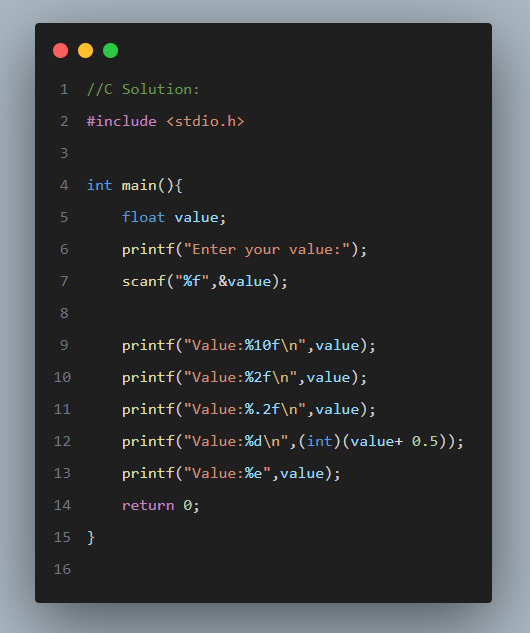 1 //C Solution:
2 #include <stdio.h>
3
4 int main(){
5     float value;
6     printf("Enter your value:");
7     scanf("%f",&value);
8
9     printf("Value:%10f\n",value);
10     printf("Value:%2f\n",value);
11     printf("Value:%.2f\n",value);
12     printf("Value:%d\n",(int)(value+ 0.5));
13     printf("Value:%e",value);
14     return 0;
15 }
16